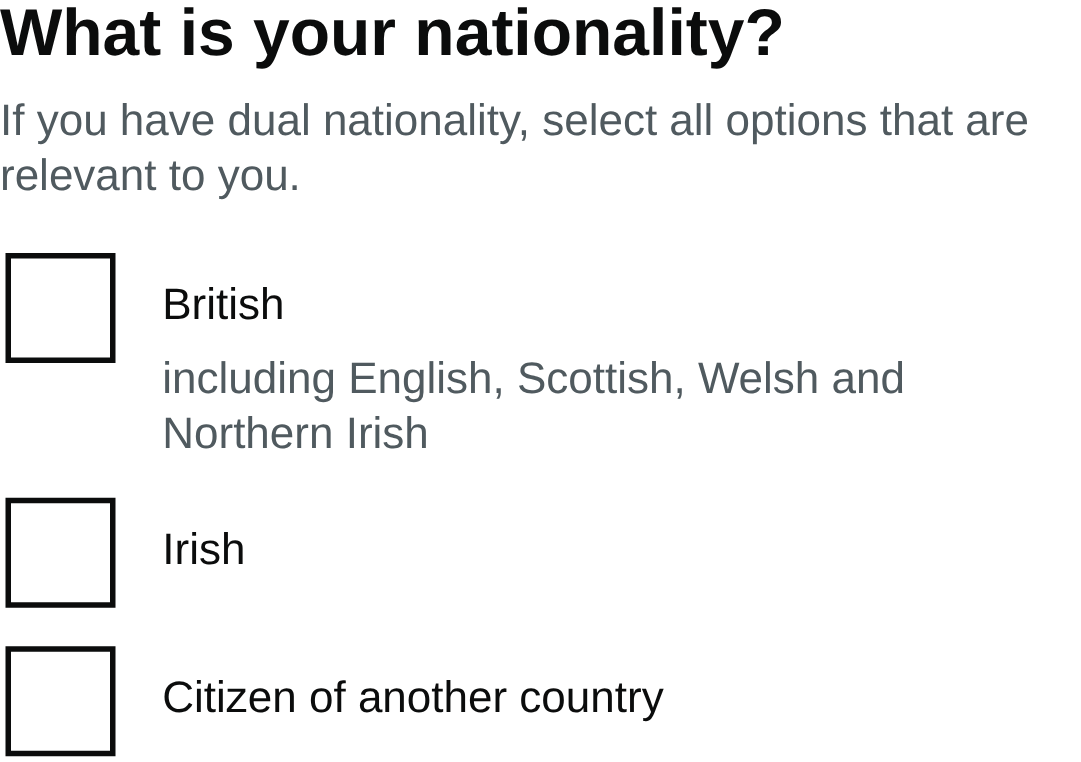 What is your nationality?
If you have dual nationality, select all options that are
relevant to you.
British
including English, Scottish, Welsh and
Northern Irish
Irish
Citizen of another country